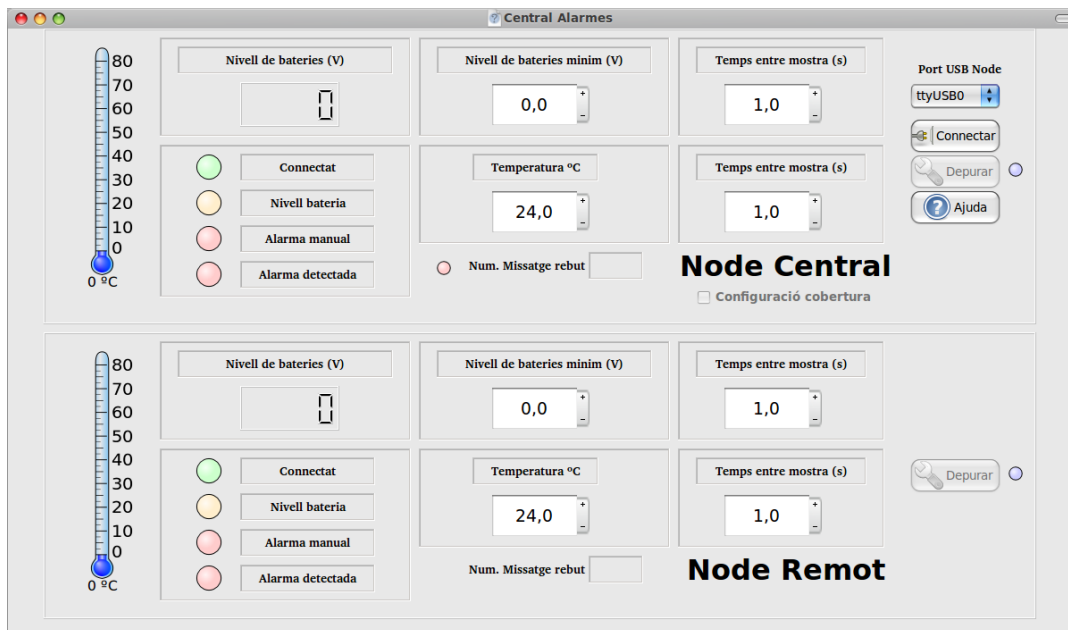 Central Alarmes
80
70
60
50
40
30
20
10
0
0 ºC
Nivell de bateries (V)
0
Nivell de bateries minim (V)
0,0
+
-
Temps entre mostra (s)
1,0
+
-
Port USB Node
ttyUSB0
Connectar
Depurar
? Ajuda
Connectat
Nivell bateria
Alarma manual
Alarma detectada
Temperatura ºC
24,0
+
-
Temps entre mostra (s)
1,0
+
-
Num. Missatge rebut
Node Central
Configuració cobertura
80
70
60
50
40
30
20
10
0
0 ºC
Nivell de bateries (V)
0
Nivell de bateries minim (V)
0,0
+
-
Temps entre mostra (s)
1,0
+
-
Connectat
Nivell bateria
Alarma manual
Alarma detectada
Temperatura ºC
24,0
+
-
Temps entre mostra (s)
1,0
+
-
Depurar
Num. Missatge rebut
Node Remot